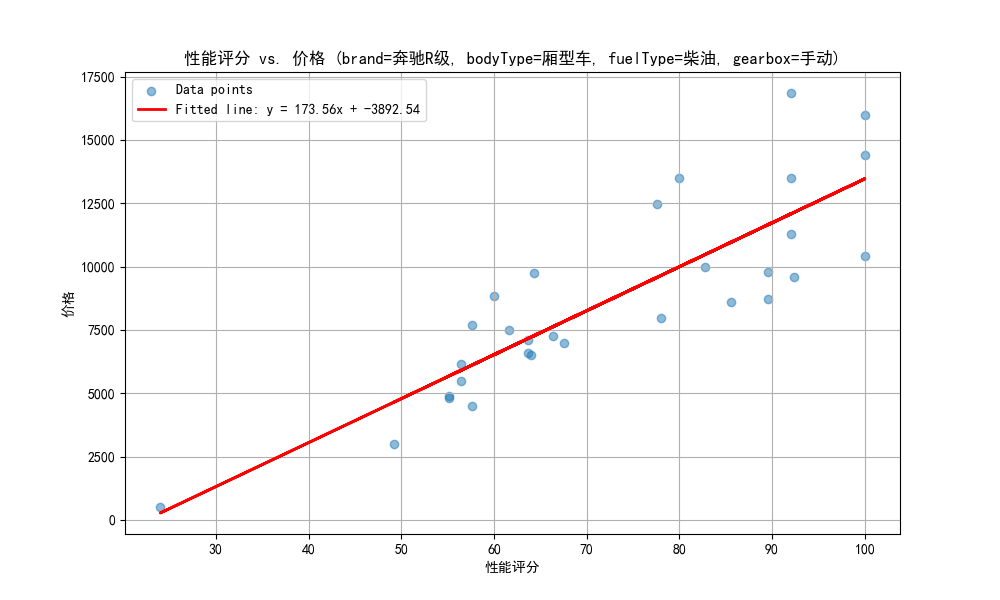 性能评分 vs. 价格 (brand=奔驰R级, bodyType=厢型车, fuelType=柴油, gearbox=手动)
Data points
Fitted line: y = 173.56x + -3892.54
17500
15000
12500
10000
7500
5000
2500
0
价格
30 40 50 60 70 80 90 100
性能评分